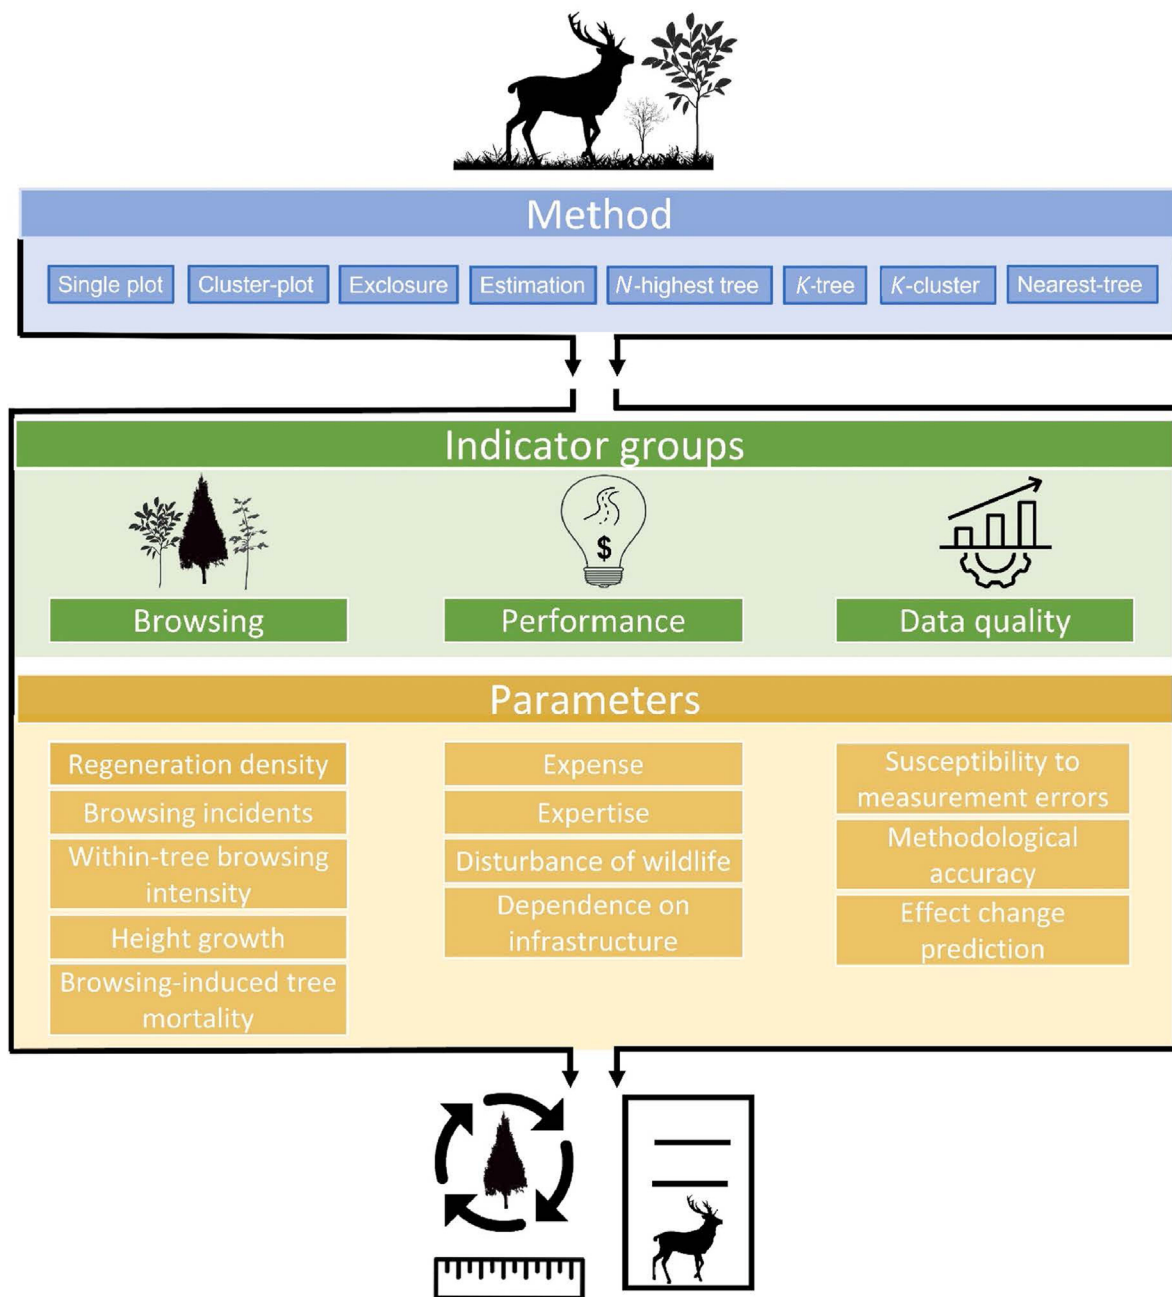 Method
Single plot
Cluster-plot
Exclosure
Estimation
N-highest tree
K-tree
K-cluster
Nearest-tree
Indicator groups
$
Browsing
Performance
Data quality
Parameters
Regeneration density
Browsing incidents
Within-tree browsing
intensity
Height growth
Browsing-induced tree
mortality
Expense
Expertise
Disturbance of wildlife
Dependence on
infrastructure
Susceptibility to
measurement errors
Methodological
accuracy
Effect change
prediction